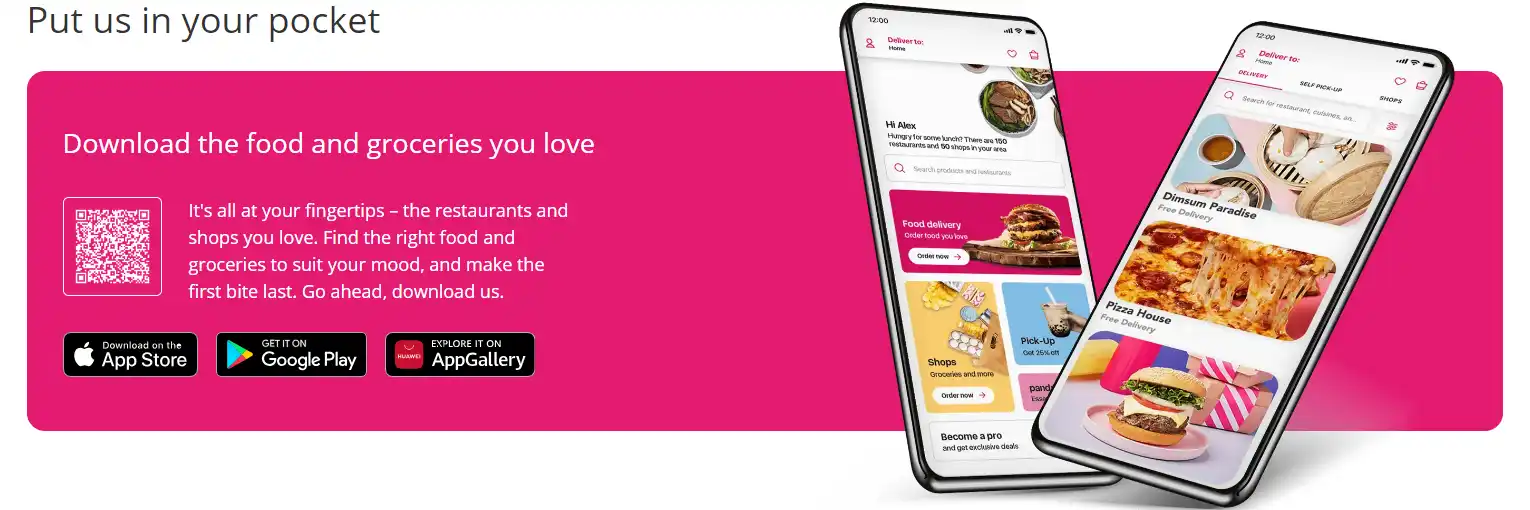 Put us in your pocket
Download the food and groceries you love
It's all at your fingertips – the restaurants and
shops you love. Find the right food and
groceries to suit your mood, and make the
first bite last. Go ahead, download us.
Download on the
App Store
GET IT ON
Google Play
HUAWEI
EXPLORE IT ON
AppGallery
12:00
Deliver to:
Home
Hi Alex
Hungry for some lunch? There are 150
restaurants and 50 shops in your area
Search products and restaurants
Food delivery
Order food you love
Order now
Shops
Groceries and more
Order now
Pick-Up
Get 25% off
panda
Become a pro
and get exclusive deals
12:00
Deliver to:
Home
DELIVERY
SELF PICK-UP
SHOPS
Search for restaurant, cuisines, an...
Dimsum Paradise
Free Delivery
Pizza House
Free Delivery